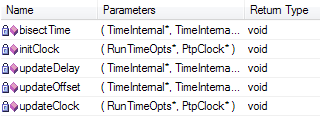 Name Parameters Return Type
bisectTime ( TimeInternal*, TimeInterna... void
initClock ( RunTimeOpts*, PtpClock* ) void
updateDelay ( TimeInternal*, TimeInterna... void
updateOffset ( TimeInternal*, TimeInterna... void
updateClock ( RunTimeOpts*, PtpClock* ) void